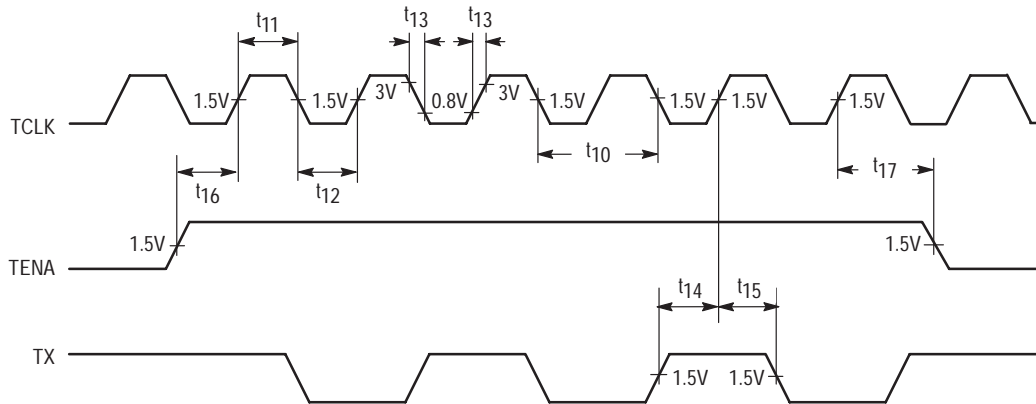 t13 t13
t11
1.5V 1.5V 3V 0.8V 3V 1.5V 1.5V 1.5V 1.5V
TCLK
t10
t16 t12 t17
1.5V 1.5V
TENA
t14 t15
TX
1.5V 1.5V